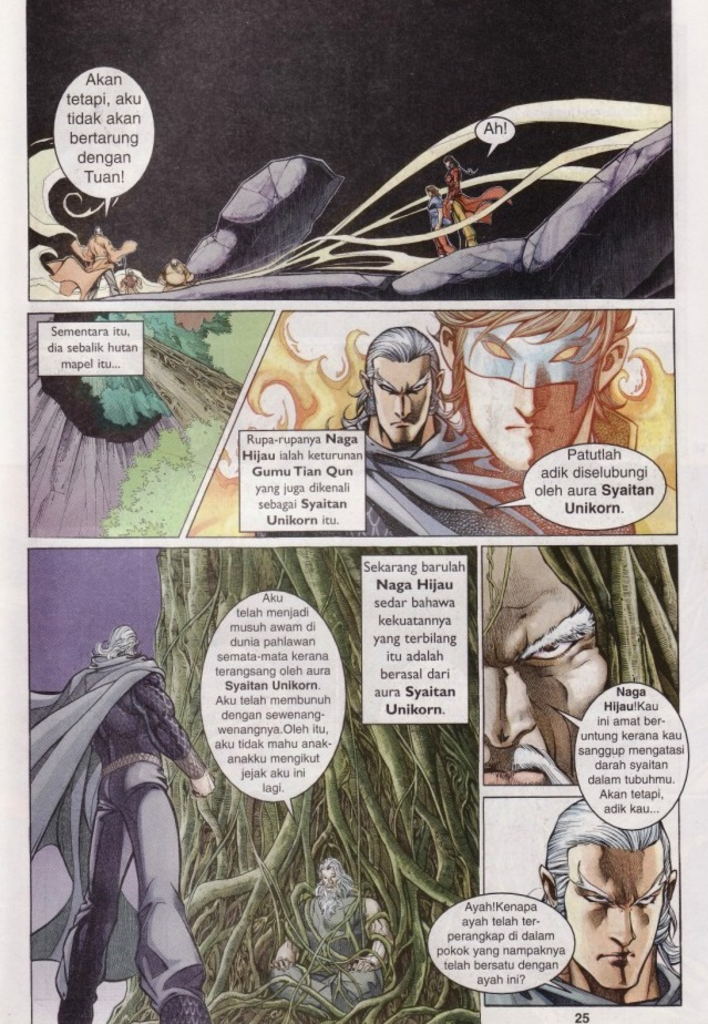 Akan
tetapi, aku
tidak akan
bertarung
dengan
Tuan!
Ah!
Sementara itu,
dia sebalik hutan
mapel itu...
Rupa-rupanya Naga
Hijau ialah keturunan
Gumu Tian Qun
yang juga dikenali
sebagai Syaitan
Unikorn itu.
Patutlah
adik diselubungi
oleh aura Syaitan
Unikorn.
Aku
telah menjadi
musuh awam di
dunia pahlawan
semata-mata kerana
terangsang oleh aura
Syaitan Unikorn.
Aku telah membunuh
dengan sewenang-
wenangnya.Oleh itu,
aku tidak mahu anak-
anakku mengikut
jejak aku ini
lagi.
Sekarang barulah
Naga Hijau
sedar bahawa
kekuatannya
yang terbilang
itu adalah
berasal dari
aura Syaitan
Unikorn.
Naga
Hijau!Kau
ini amat ber-
untung kerana kau
sanggup mengatasi
darah syaitan
dalam tubuhmu.
Akan tetapi,
adik kau...
Ayah!Kenapa
ayah telah ter-
perangkap di dalam
pokok yang nampaknya
telah bersatu dengan
ayah ini?
25